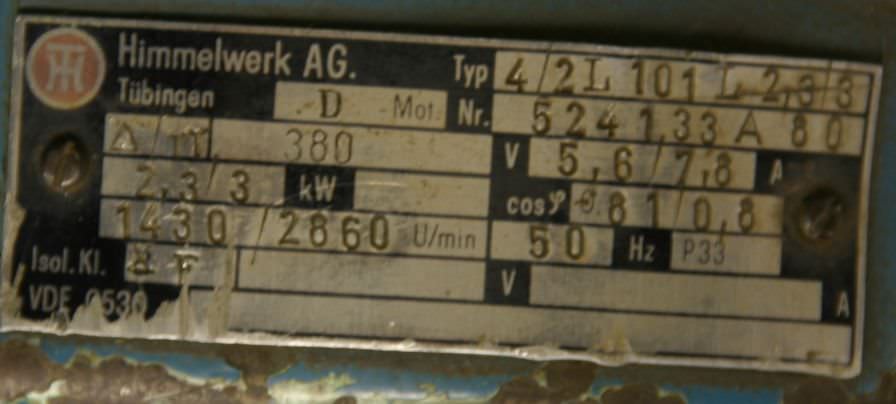 Himmelwerk AG. Typ 4/2L 101 L 2,3/3
Tübingen D Mot. Nr. 524133 A 80
380 V 5,6/7,8 A
2,3/3 kW cosφ 0.81/0,8
1430/2860 U/min 50 Hz P33
Isol. Kl. V A
VDE 0530